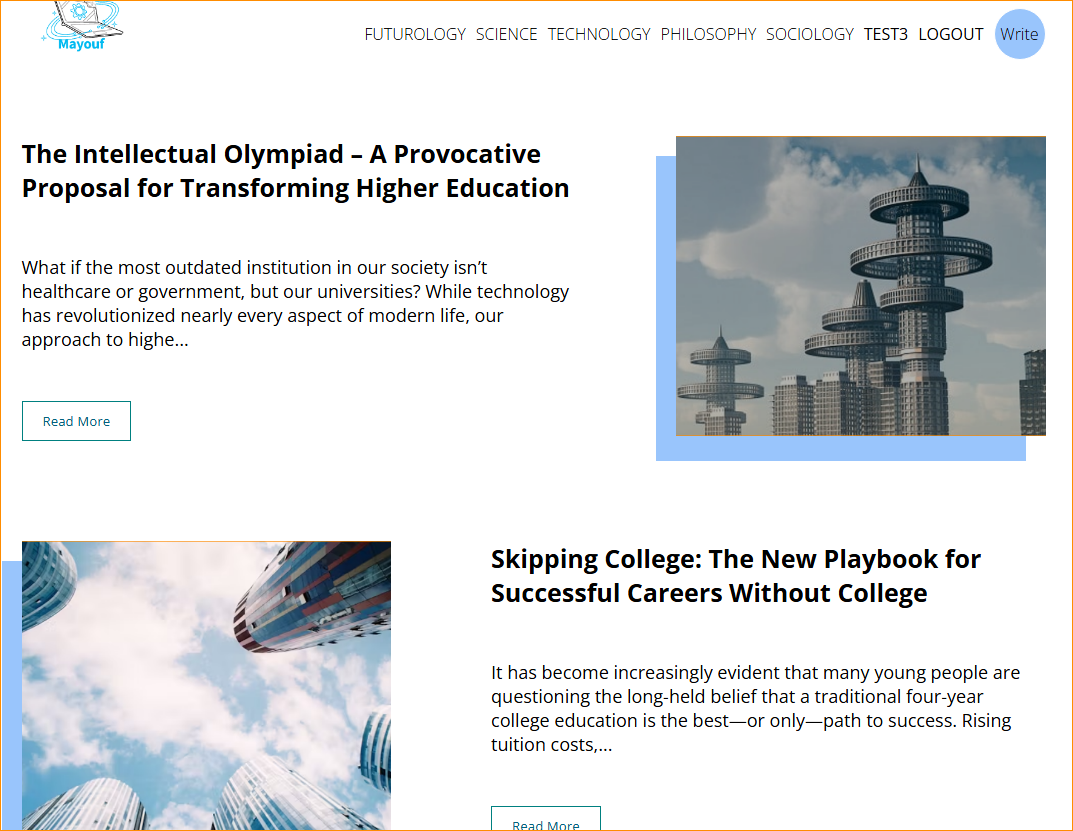 Mayouf
FUTUROLOGY SCIENCE TECHNOLOGY PHILOSOPHY SOCIOLOGY TEST3 LOGOUT Write
The Intellectual Olympiad – A Provocative
Proposal for Transforming Higher Education
What if the most outdated institution in our society isn’t
healthcare or government, but our universities? While technology
has revolutionized nearly every aspect of modern life, our
approach to highe...
Read More
Skipping College: The New Playbook for
Successful Careers Without College
It has become increasingly evident that many young people are
questioning the long-held belief that a traditional four-year
college education is the best—or only—path to success. Rising
tuition costs,...
Read More